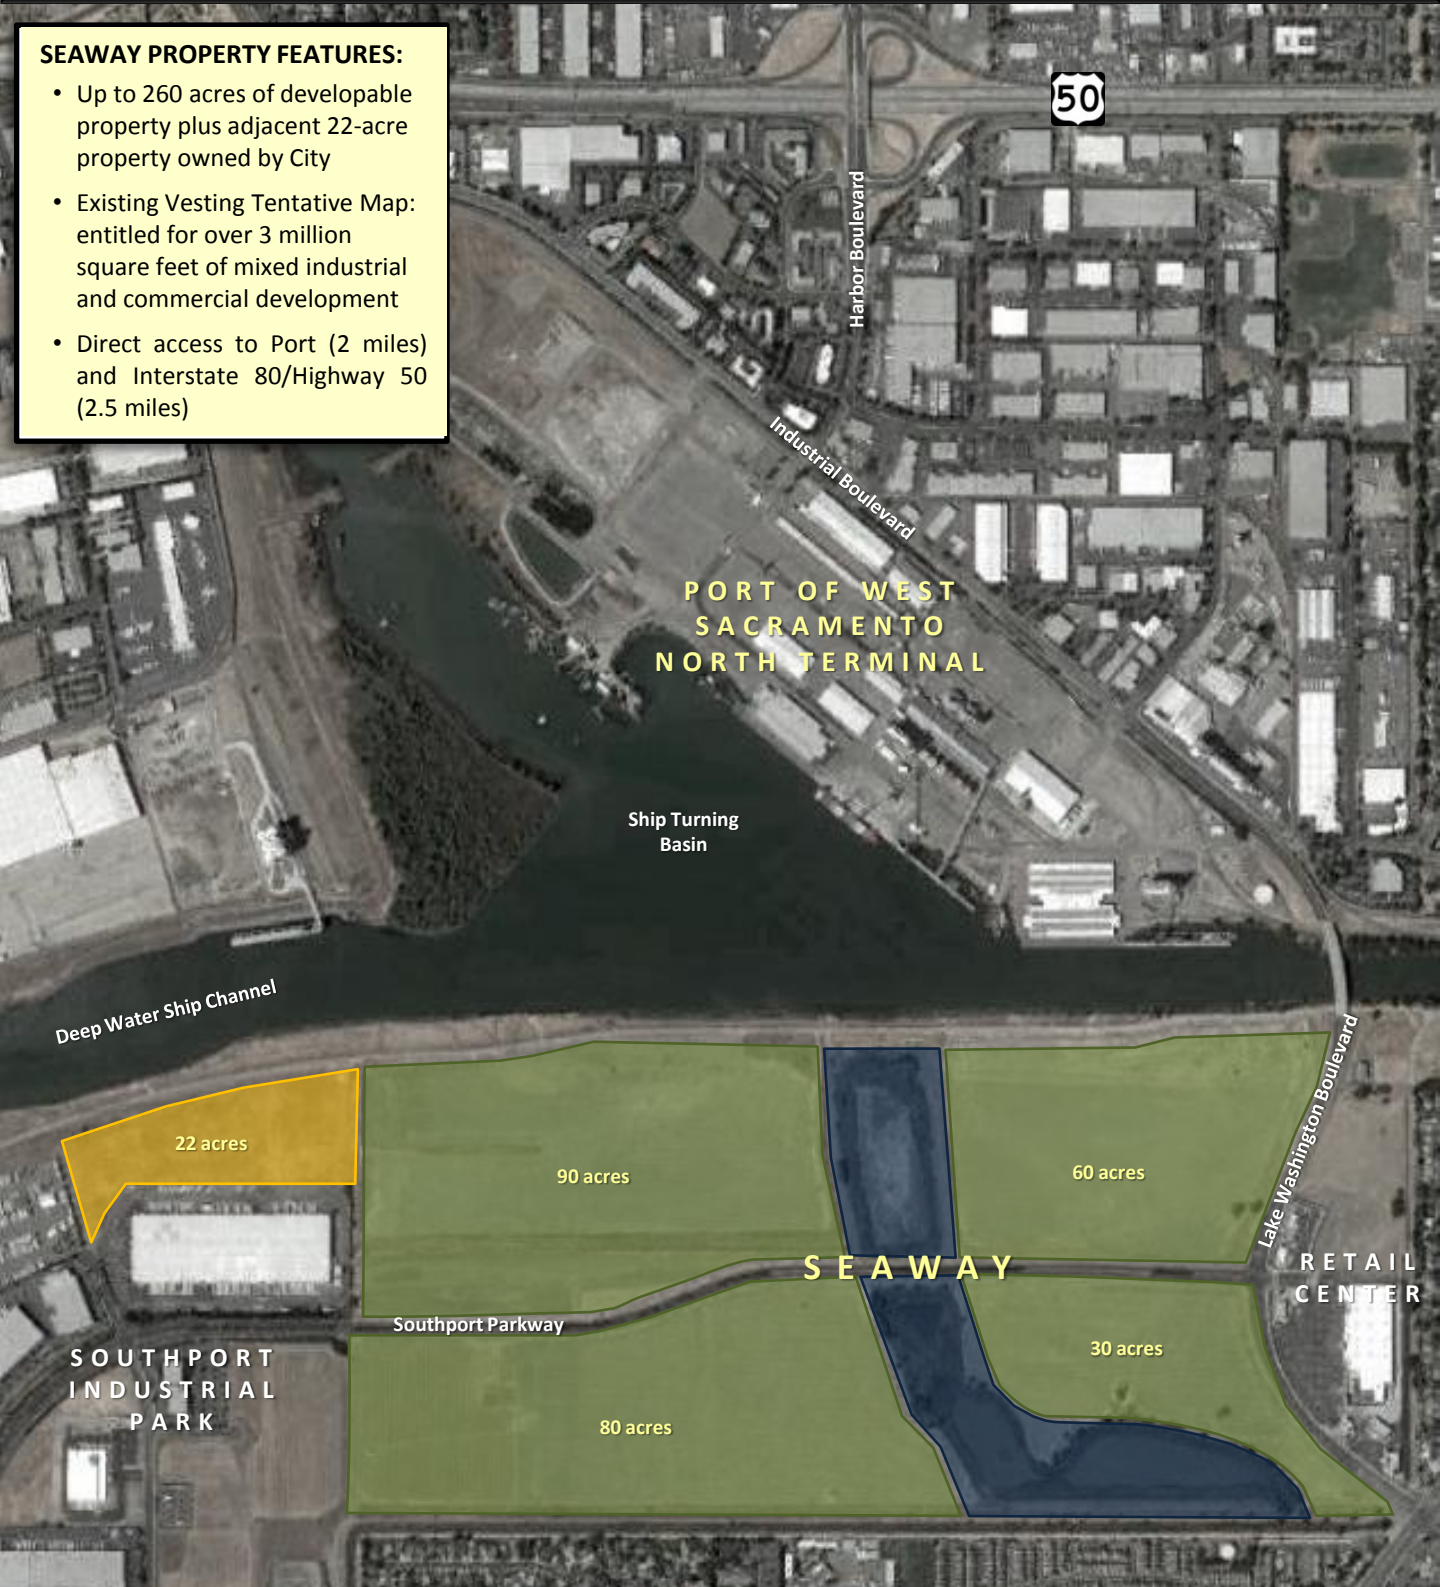 SEAWAY PROPERTY FEATURES:
• Up to 260 acres of developable
property plus adjacent 22-acre
property owned by City
• Existing Vesting Tentative Map:
entitled for over 3 million
square feet of mixed industrial
and commercial development
• Direct access to Port (2 miles)
and Interstate 80/Highway 50
(2.5 miles)
50
Harbor Boulevard
Industrial Boulevard
PORT OF WEST
SACRAMENTO
NORTH TERMINAL
Ship Turning
Basin
Deep Water Ship Channel
22 acres
90 acres
60 acres
Lake Washington Boulevard
SEAWAY
RETAIL
CENTER
Southport Parkway
30 acres
SOUTHPORT
INDUSTRIAL
PARK
80 acres